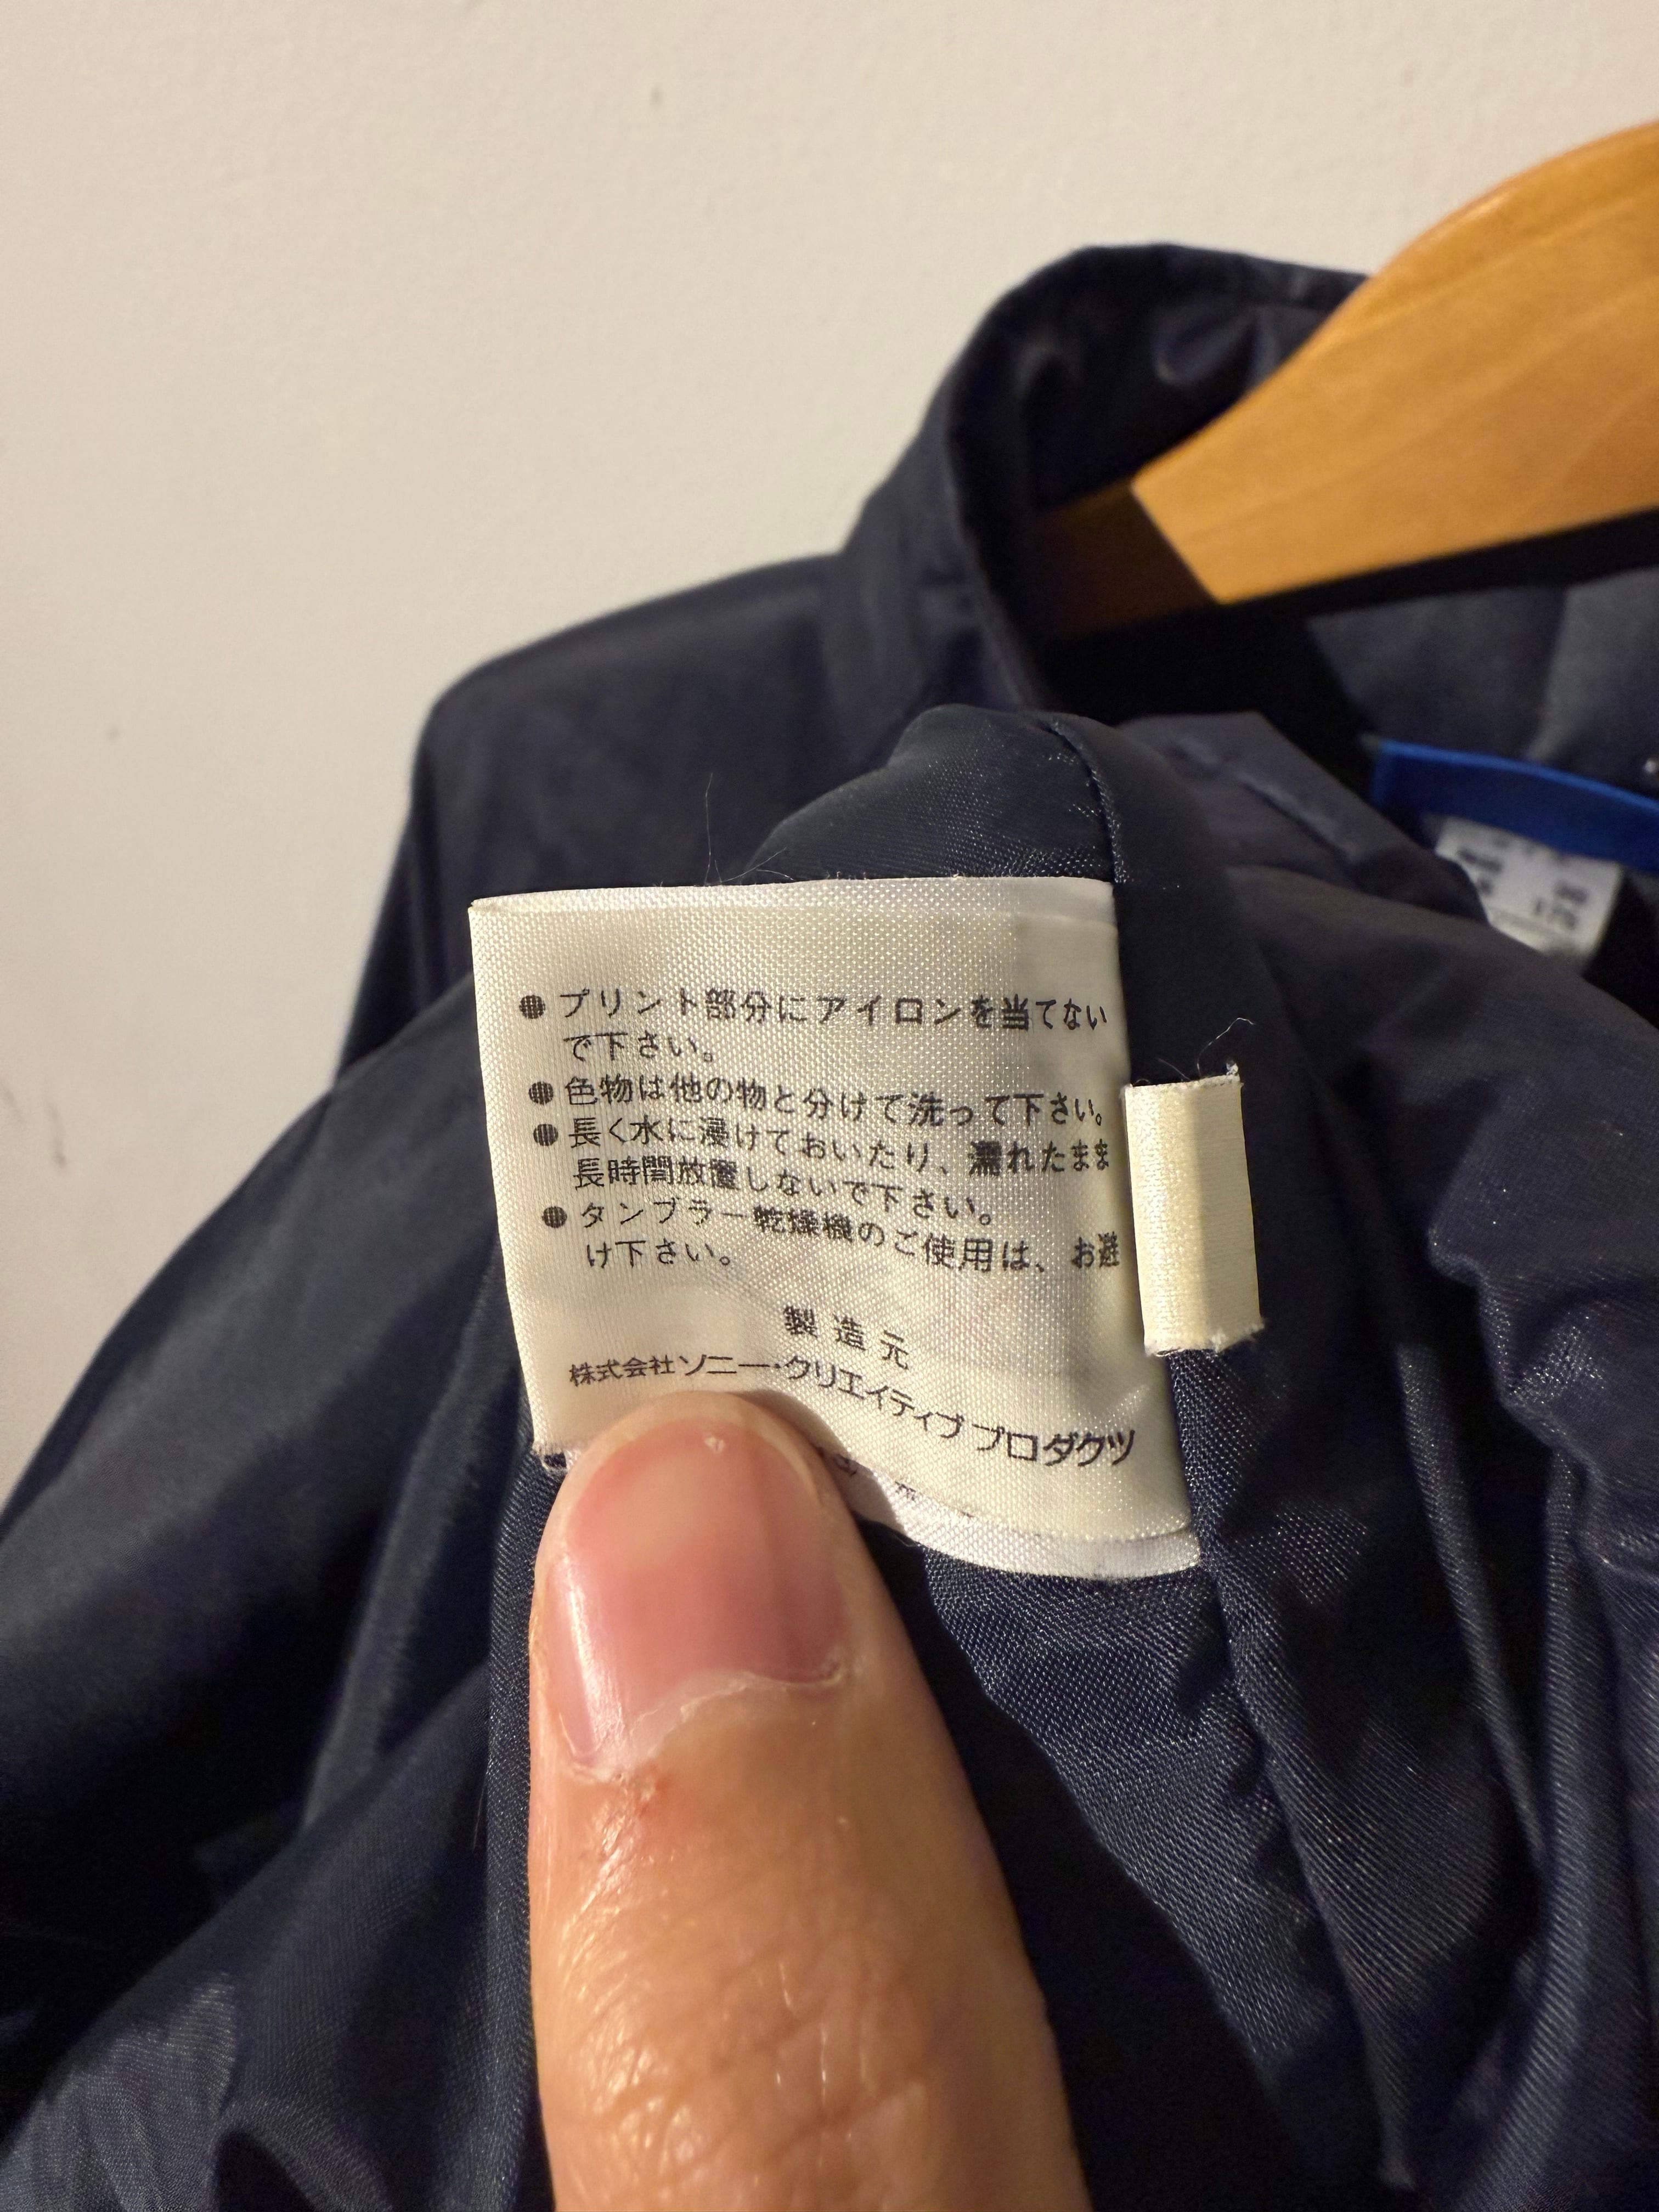 ●プリント部分にアイロンを当てない
で下さい。
●色物は他の物と分けて洗って下さい。
●長く水に浸けておいたり、濡れたまま
長時間放置しないで下さい。
●タンブラー乾燥機のご使用は、お避
け下さい。
製造元
株式会社ソニー・クリエイティブプロダクツ